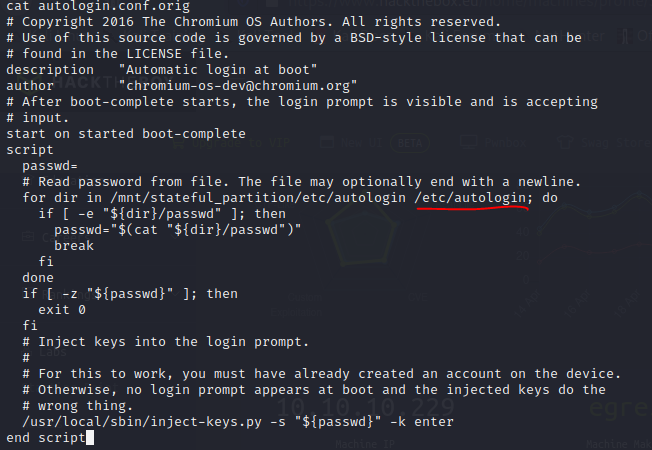 cat autologin.conf.orig
# Copyright 2016 The Chromium OS Authors. All rights reserved.
# Use of this source code is governed by a BSD-style license that can be
# found in the LICENSE file.
description   "Automatic login at boot"
author        "chromium-os-dev@chromium.org"
# After boot-complete starts, the login prompt is visible and is accepting
# input.
start on started boot-complete
script
  passwd=
  # Read password from file. The file may optionally end with a newline.
  for dir in /mnt/stateful_partition/etc/autologin /etc/autologin; do
    if [ -e "${dir}/passwd" ]; then
      passwd="$(cat "${dir}/passwd")"
      break
    fi
  done
  if [ -z "${passwd}" ]; then
    exit 0
  fi
  # Inject keys into the login prompt.
  #
  # For this to work, you must have already created an account on the device.
  # Otherwise, no login prompt appears at boot and the injected keys do the
  # wrong thing.
  /usr/local/sbin/inject-keys.py -s "${passwd}" -k enter
end script
BETA
10.10.10.229
Machine IP